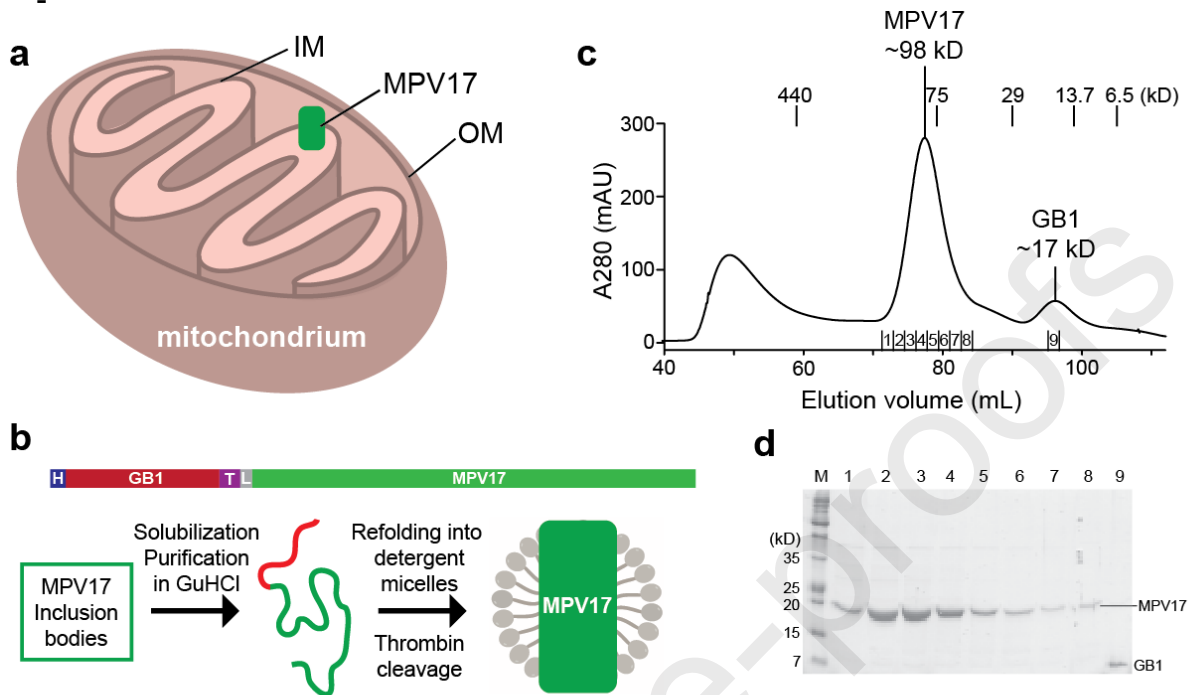 a
IM
MPV17
OM
mitochondrium
b
H GB1 T L MPV17
MPV17
Inclusion
bodies
Solubilization
Purification
in GuHCl
Refolding into
detergent
micelles
Thrombin
cleavage
MPV17
c
MPV17
~98 kD
440 75 29 13.7 6.5 (kD)
GB1
~17 kD
A280 (mAU)
300
200
100
0
1 2 3 4 5 6 7 8 9
40 60 80 100
Elution volume (mL)
d
M 1 2 3 4 5 6 7 8 9
(kD)
35
25
20
15
7
MPV17
GB1
e-proofs